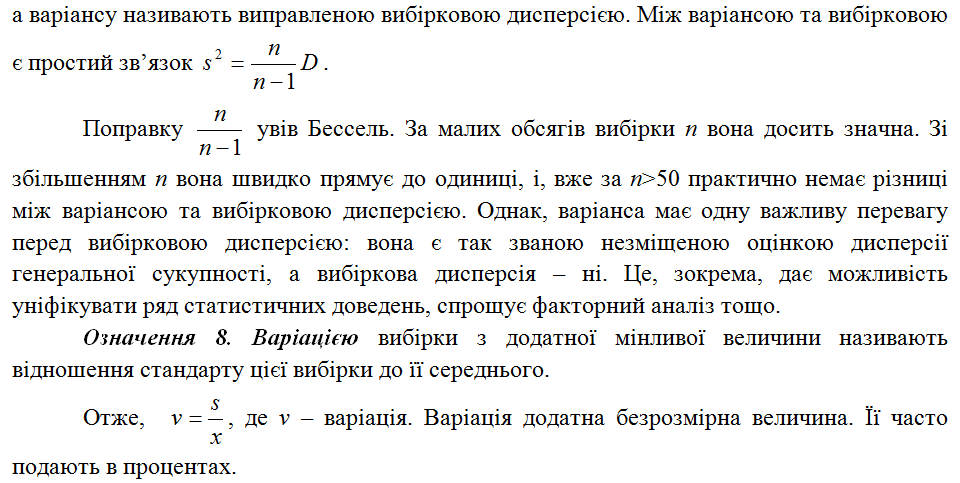 а варіансу називають виправленою вибірковою дисперсією. Між варіансою та вибірковою
є простий зв’язок s² = n/(n−1) D .
Поправку n/(n−1) увів Бессель. За малих обсягів вибірки n вона досить значна. Зі
збільшенням n вона швидко прямує до одиниці, і, вже за n>50 практично немає різниці
між варіансою та вибірковою дисперсією. Однак, варіанса має одну важливу перевагу
перед вибірковою дисперсією: вона є так званою незміщеною оцінкою дисперсії
генеральної сукупності, а вибіркова дисперсія – ні. Це, зокрема, дає можливість
уніфікувати ряд статистичних доведень, спрощує факторний аналіз тощо.
Означення 8. Варіацією вибірки з додатної мінливої величини називають
відношення стандарту цієї вибірки до її середнього.
Отже, v = s/x , де v – варіація. Варіація додатна безрозмірна величина. Її часто
подають в процентах.